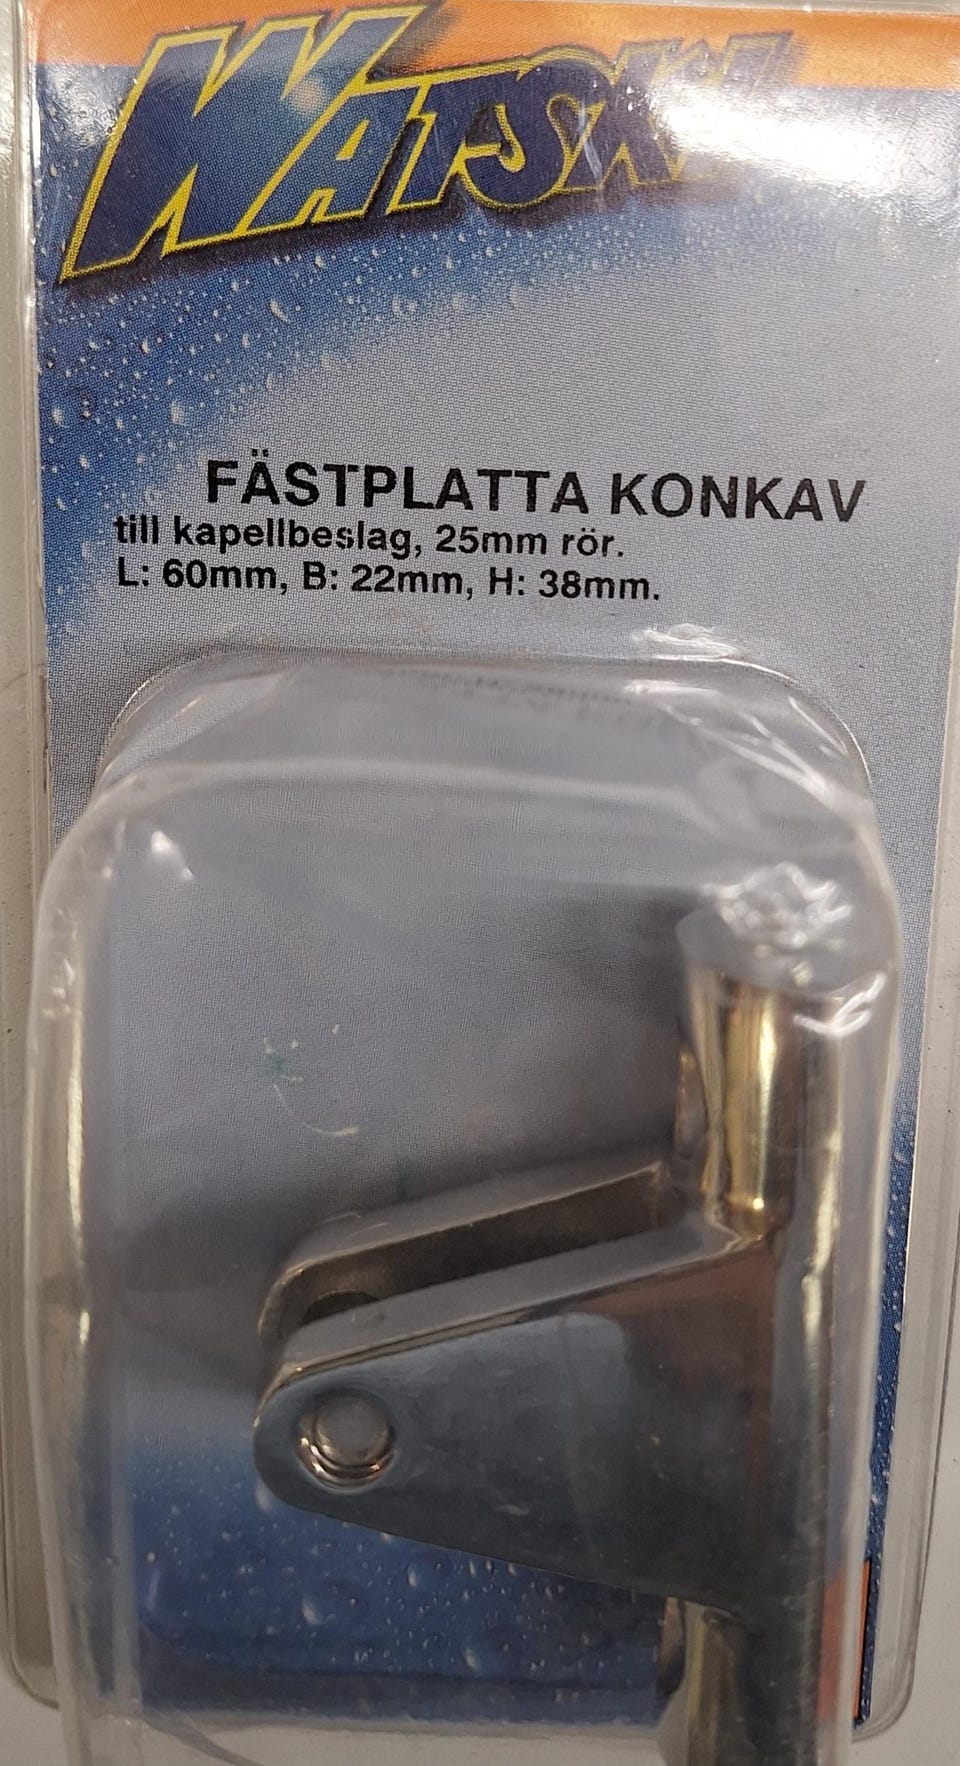 WATSKI
FÄSTPLATTA KONKAV
till kapellbeslag, 25mm rör.
L: 60mm, B: 22mm, H: 38mm.